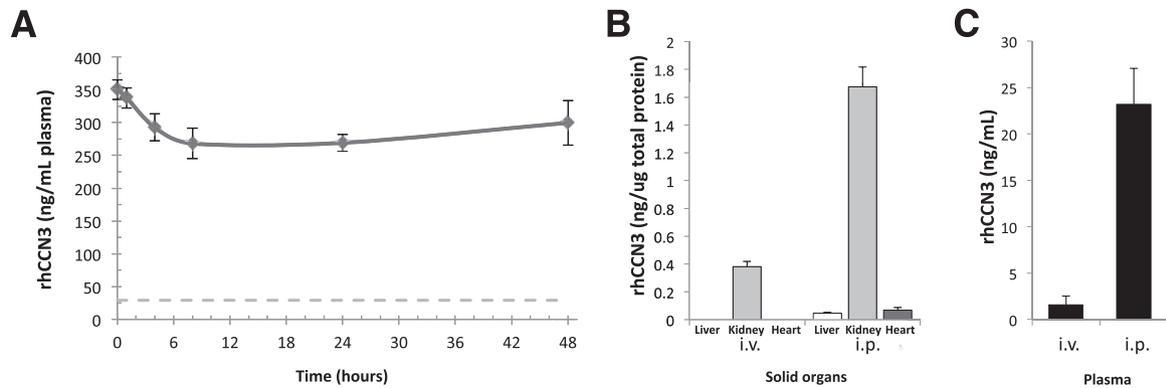 A
rhCCN3 (ng/mL plasma)
400
350
300
250
200
150
100
50
0
0 6 12 18 24 30 36 42 48
Time (hours)
B
rhCCN3 (ng/ug total protein)
2
1.8
1.6
1.4
1.2
1
0.8
0.6
0.4
0.2
0
Liver Kidney Heart Liver Kidney Heart
i.v. i.p.
Solid organs
C
rhCCN3 (ng/mL)
30
25
20
15
10
5
0
i.v. i.p.
Plasma